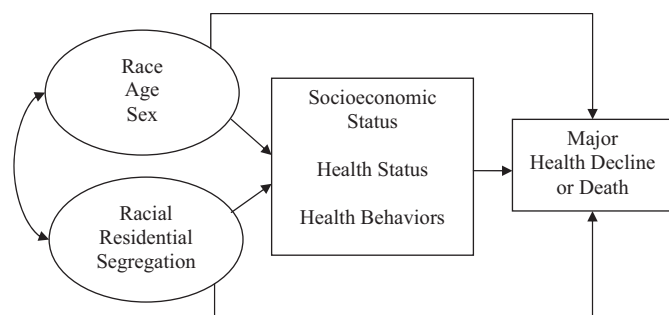 Race
Age
Sex
Racial
Residential
Segregation
Socioeconomic
Status
Health Status
Health Behaviors
Major
Health Decline
or Death